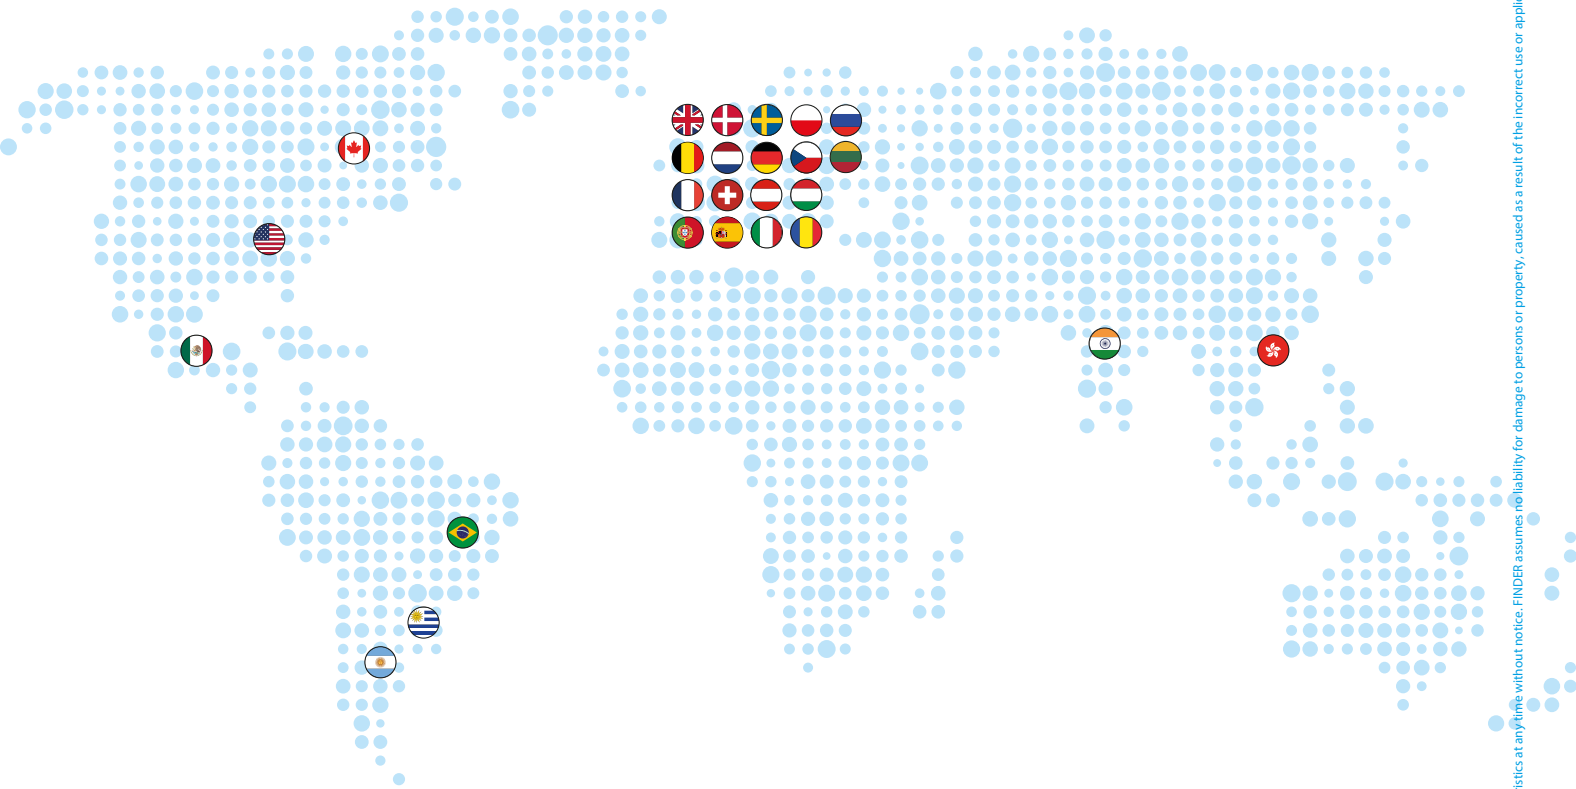 istics at any time without notice. FINDER assumes no liability for damage to persons or property, caused as a result of the incorrect use or applic